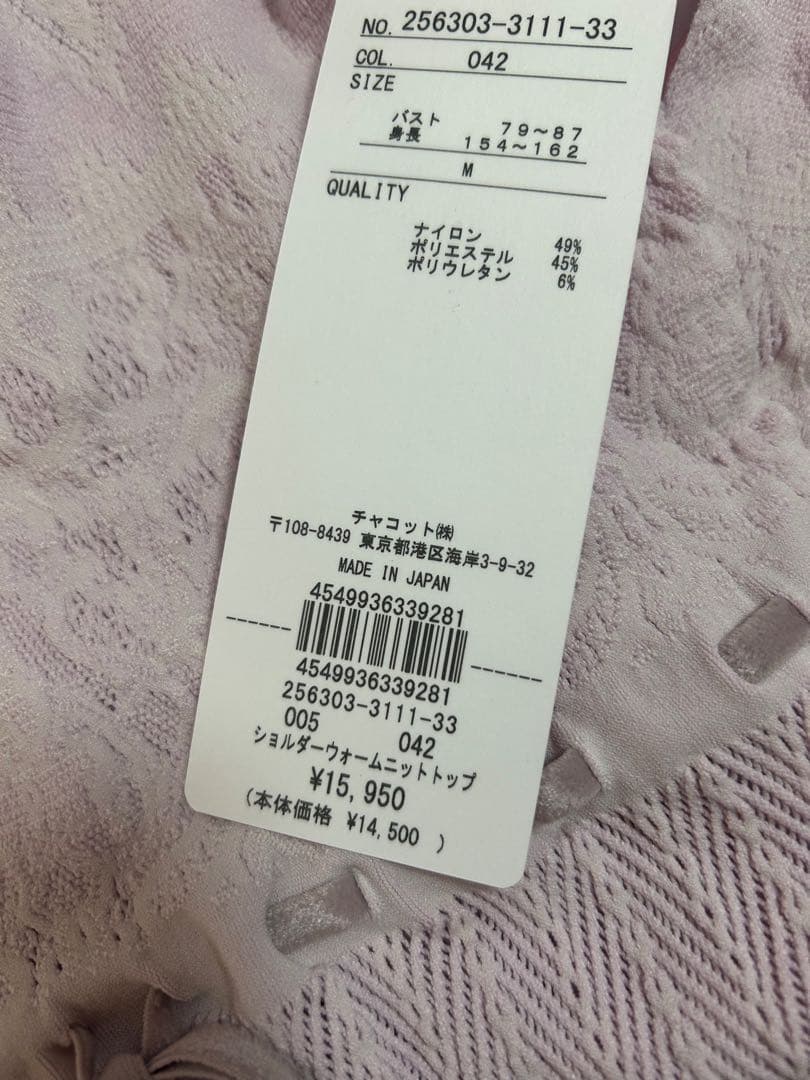 NO. 256303-3111-33
COL. 042
SIZE
バスト 79～87
身長 154～162
M
QUALITY
ナイロン 49%
ポリエステル 45%
ポリウレタン 6%
チャコット㈱
〒108-8439 東京都港区海岸3-9-32
MADE IN JAPAN
4549936339281
4549936339281
256303-3111-33
005 042
ショルダーウォームニットトップ
¥15,950
(本体価格 ¥14,500 )